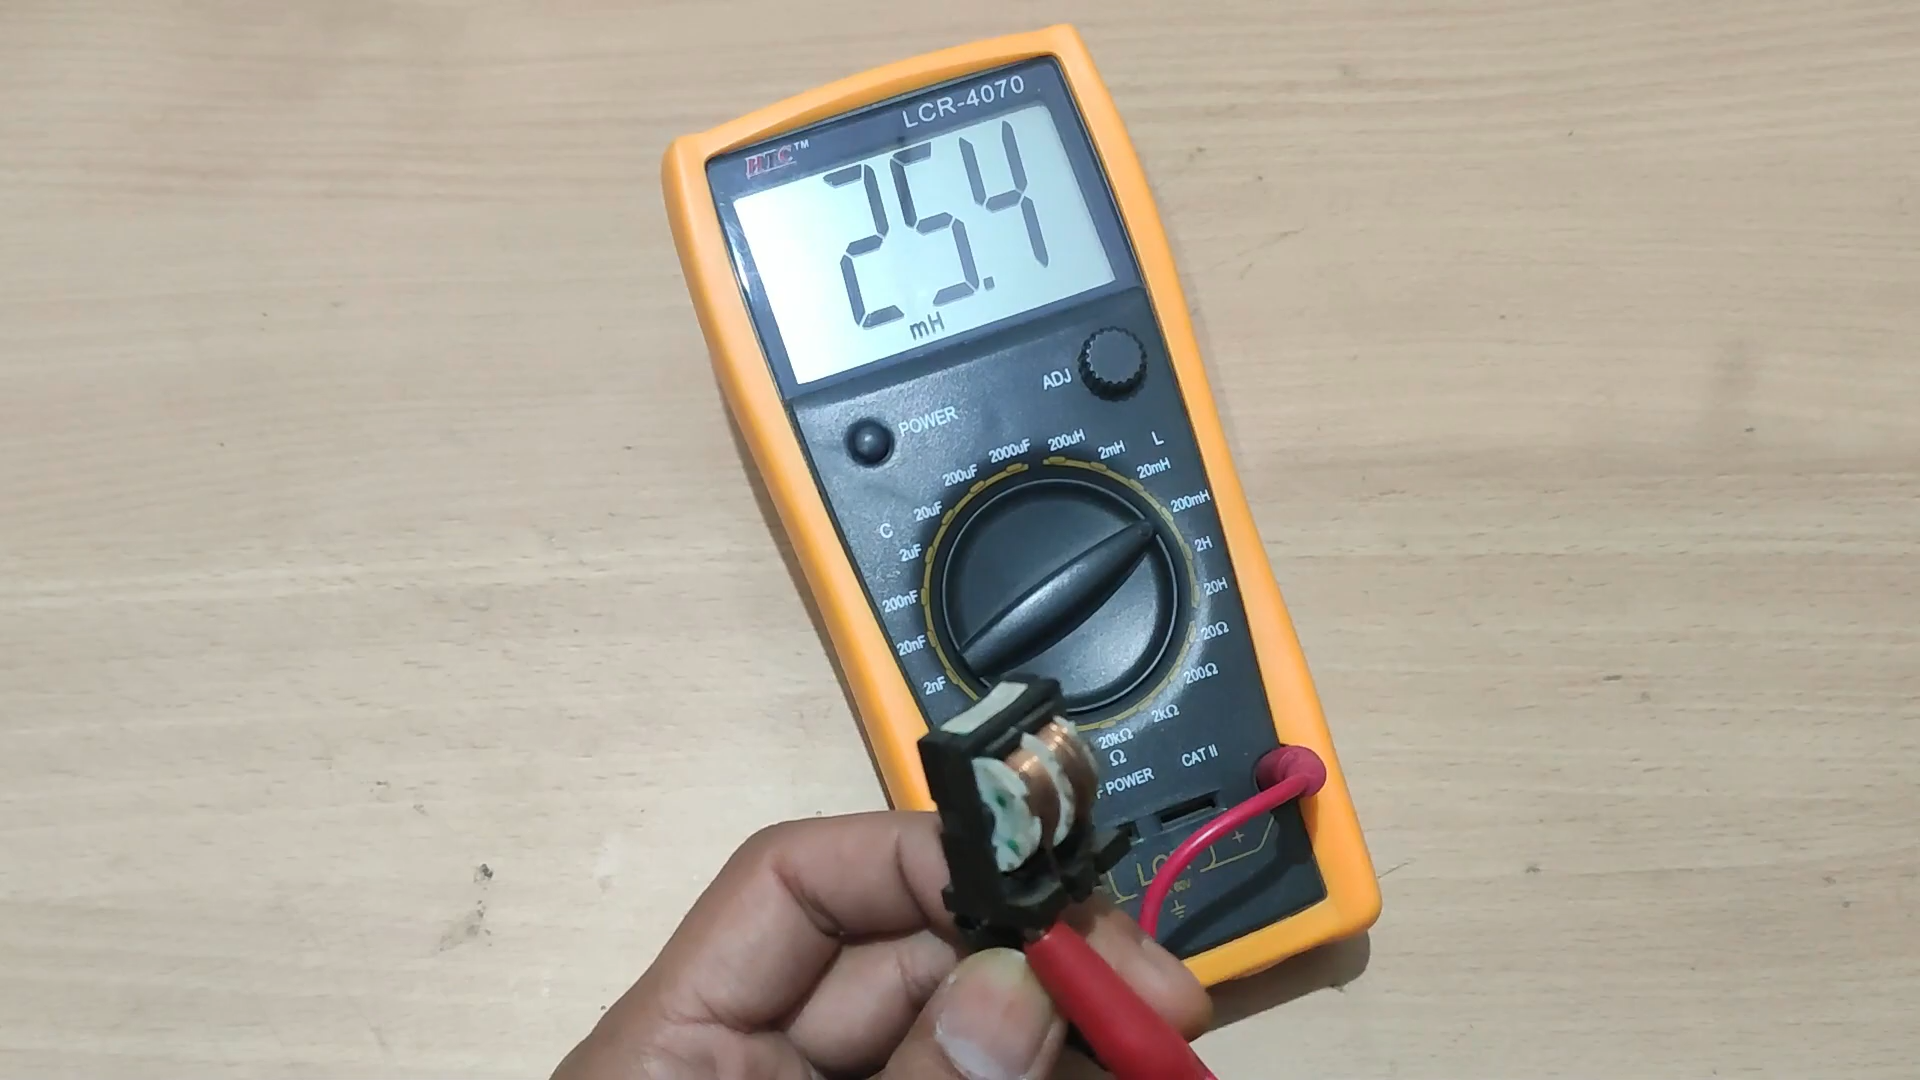 LCR-4070
HTC™
25.4
mH
ADJ
POWER
2000uF
200uH
200uF
2mH
L
20mH
20uF
200mH
C
2uF
2H
200nF
20H
20nF
20Ω
2nF
200Ω
2kΩ
20kΩ
Ω
POWER
CAT II
+